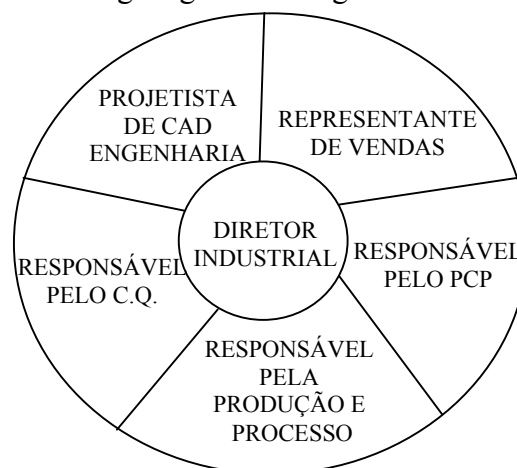 PROJETISTA
DE CAD
ENGENHARIA
REPRESENTANTE
DE VENDAS
DIRETOR
INDUSTRIAL
RESPONSÁVEL
PELO C.Q.
RESPONSÁVEL
PELO PCP
RESPONSÁVEL
PELA
PRODUÇÃO E
PROCESSO